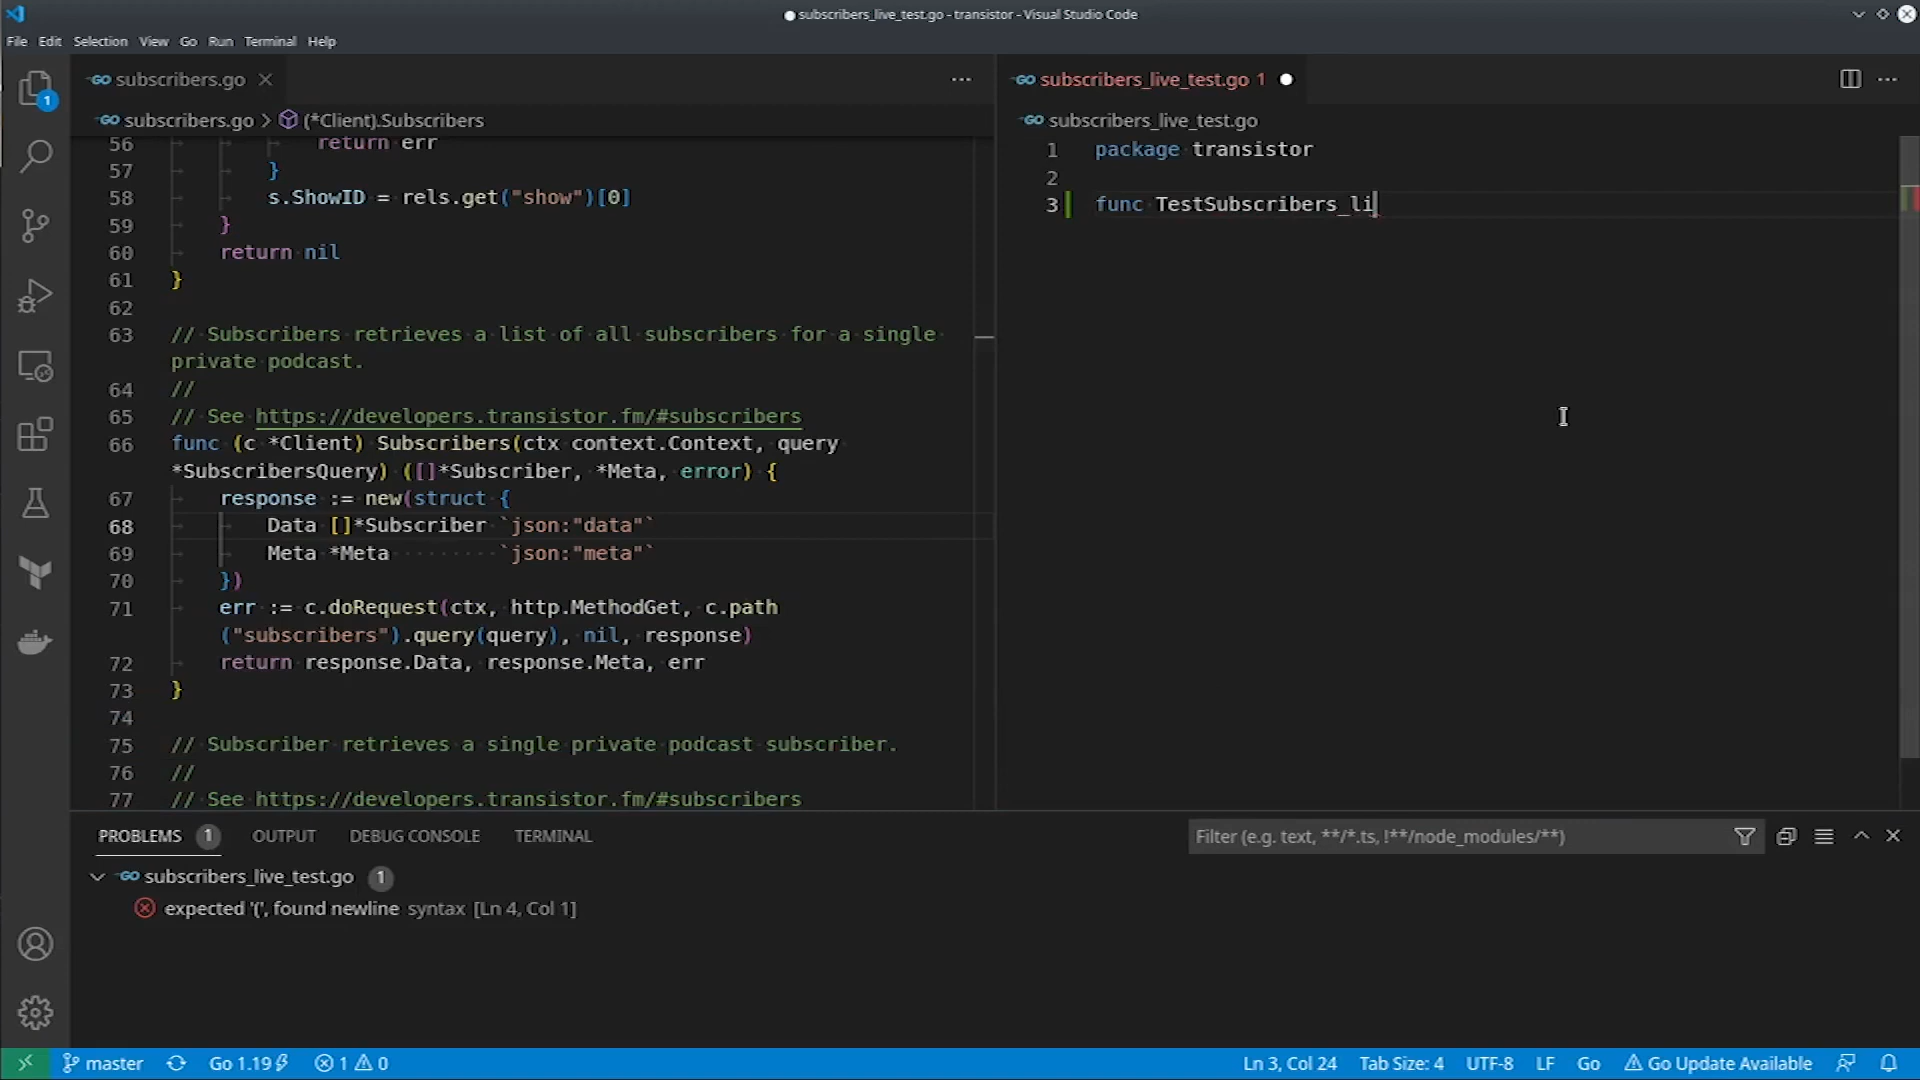 subscribers_live_test.go - transistor - Visual Studio Code
File Edit Selection View Go Run Terminal Help
subscribers.go
subscribers.go > (*Client).Subscribers
56 return err
57 }
58 s.ShowID = rels.get("show")[0]
59 }
60 return nil
61 }
62
63 // Subscribers retrieves a list of all subscribers for a single
private podcast.
64 //
65 // See https://developers.transistor.fm/#subscribers
66 func (c *Client) Subscribers(ctx context.Context, query
*SubscribersQuery) ([]*Subscriber, *Meta, error) {
67 response := new(struct {
68 Data []*Subscriber `json:"data"`
69 Meta *Meta `json:"meta"`
70 })
71 err := c.doRequest(ctx, http.MethodGet, c.path
("subscribers").query(query), nil, response)
72 return response.Data, response.Meta, err
73 }
74
75 // Subscriber retrieves a single private podcast subscriber.
76 //
77 // See https://developers.transistor.fm/#subscribers
subscribers_live_test.go 1
subscribers_live_test.go
1 package transistor
2
3 func TestSubscribers_li
PROBLEMS 1 OUTPUT DEBUG CONSOLE TERMINAL
Filter (e.g. text, **/*.ts, !**/node_modules/**)
subscribers_live_test.go 1
expected '(', found newline syntax [Ln 4, Col 1]
1
master Go 1.19 1 0 Ln 3, Col 24 Tab Size: 4 UTF-8 LF Go Go Update Available